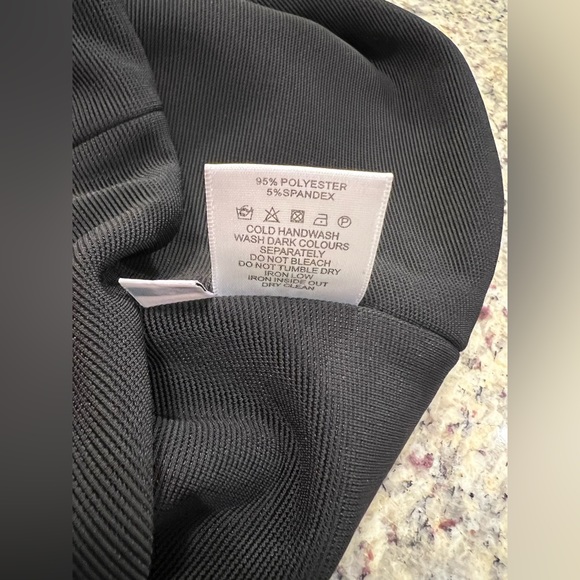 95% POLYESTER
5%SPANDEX
COLD HANDWASH
WASH DARK COLOURS
SEPARATELY
DO NOT BLEACH
DO NOT TUMBLE DRY
IRON LOW
IRON INSIDE OUT
DRY CLEAN